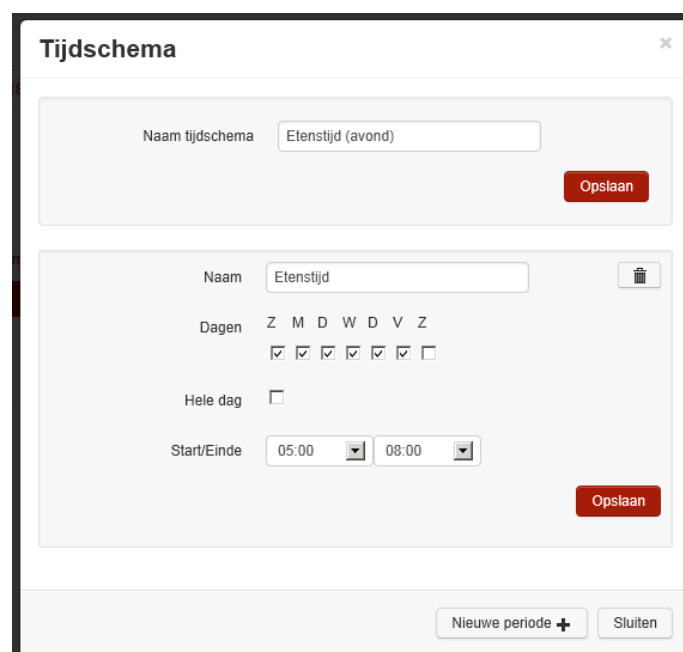 Tijdschema
Naam tijdschema Etenstijd (avond)
Opslaan
Naam Etenstijd
Dagen Z M D W D V Z
Hele dag
Start/Einde 05:00 08:00
Opslaan
Nieuwe periode Sluiten